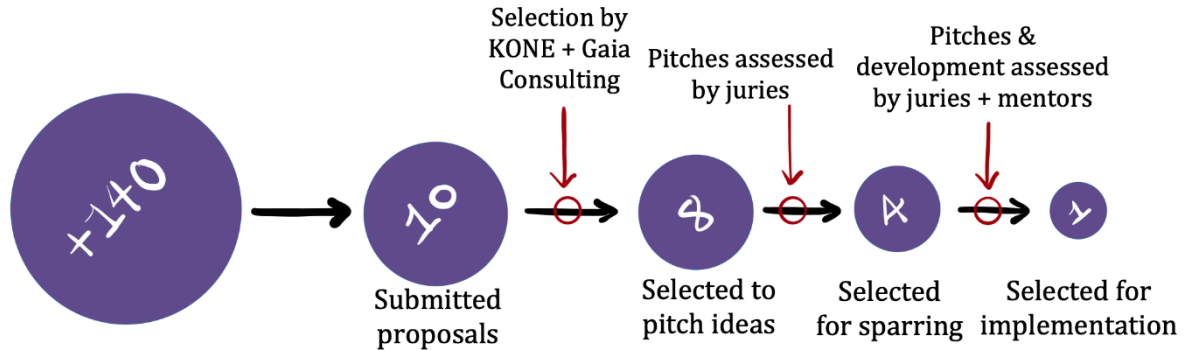 Selection by
KONE + Gaia
Consulting
Pitches assessed
by juries
Pitches &
development assessed
by juries + mentors
+140
10
8
4
1
Submitted
proposals
Selected to
pitch ideas
Selected
for sparring
Selected for
implementation